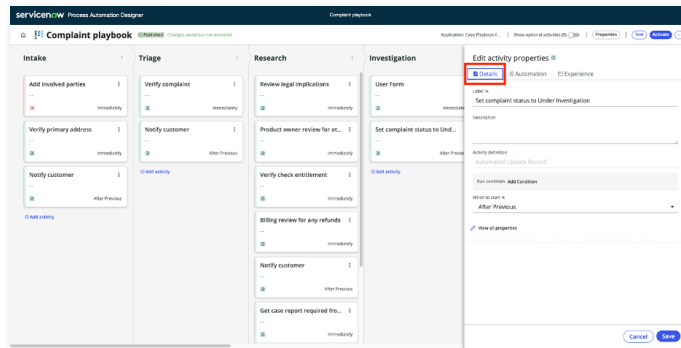 servicenow Process Automation Designer
Complaint playbook
Complaint playbook
Published
Changes saved but not activated
Application: Case Playbook f...
Show optional activities (0)
Properties
Test
Activate
Intake
Add involved parties
--
Immediately
Verify primary address
--
Immediately
Notify customer
--
After Previous
Add activity
Triage
Verify complaint
--
Immediately
Notify customer
--
After Previous
Add activity
Research
Review legal implications
--
Immediately
Product owner review for ot...
--
Immediately
Verify check entitlement
--
Immediately
Billing review for any refunds
--
Immediately
Notify customer
--
After Previous
Get case report required fro...
--
Immediately
Investigation
User Form
--
Immediate
Set complaint status to Und...
--
After Previo
Add activity
Edit activity properties
Details
Automation
Experience
Label
Set complaint status to Under Investigation
Description
Activity definition
Automated Update Record
Run condition Add Condition
When to start
After Previous
View all properties
Cancel
Save